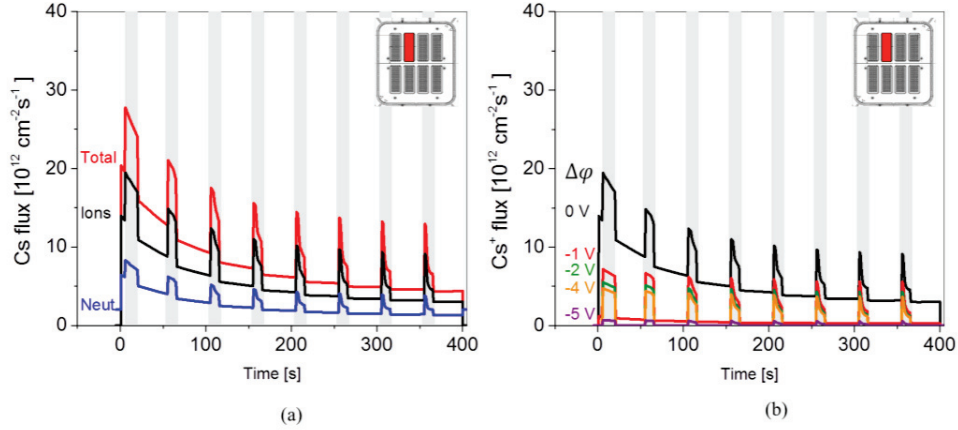 40
30
20
10
0
Cs flux [10¹² cm⁻²s⁻¹ ]
Total
Ions
Neut.
0
100
200
300
400
Time [s]
(a)
40
30
20
10
0
Cs⁺ flux [10¹² cm⁻²s⁻¹ ]
Δφ
0 V
-1 V
-2 V
-4 V
-5 V
0
100
200
300
400
Time [s]
(b)